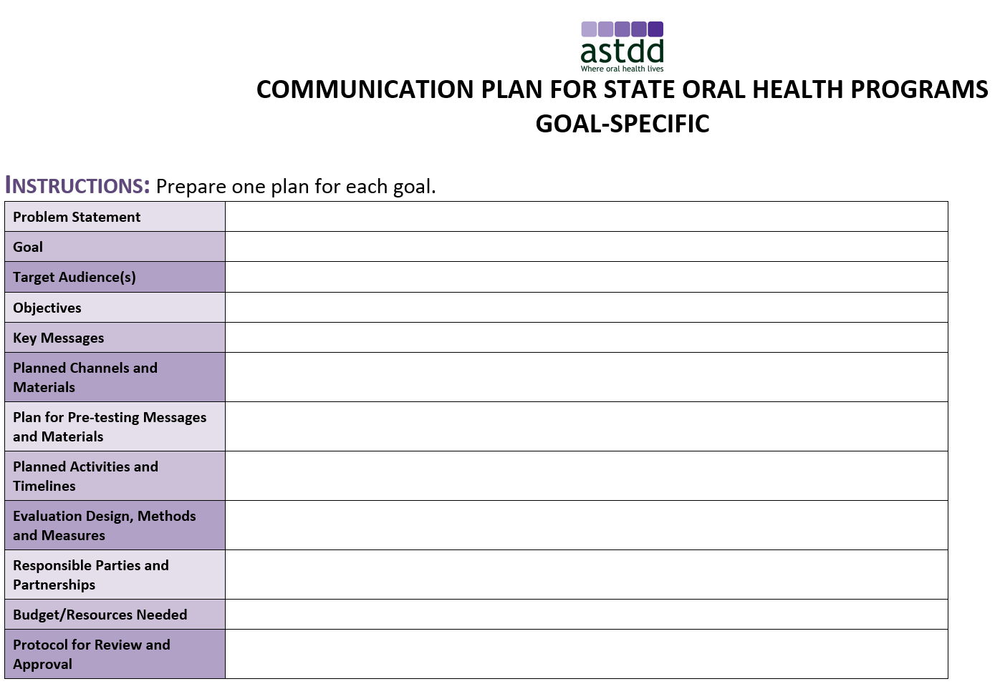 astdd
Where oral health lives
COMMUNICATION PLAN FOR STATE ORAL HEALTH PROGRAMS
GOAL-SPECIFIC
INSTRUCTIONS: Prepare one plan for each goal.
Problem Statement
Goal
Target Audience(s)
Objectives
Key Messages
Planned Channels and
Materials
Plan for Pre-testing Messages
and Materials
Planned Activities and
Timelines
Evaluation Design, Methods
and Measures
Responsible Parties and
Partnerships
Budget/Resources Needed
Protocol for Review and
Approval